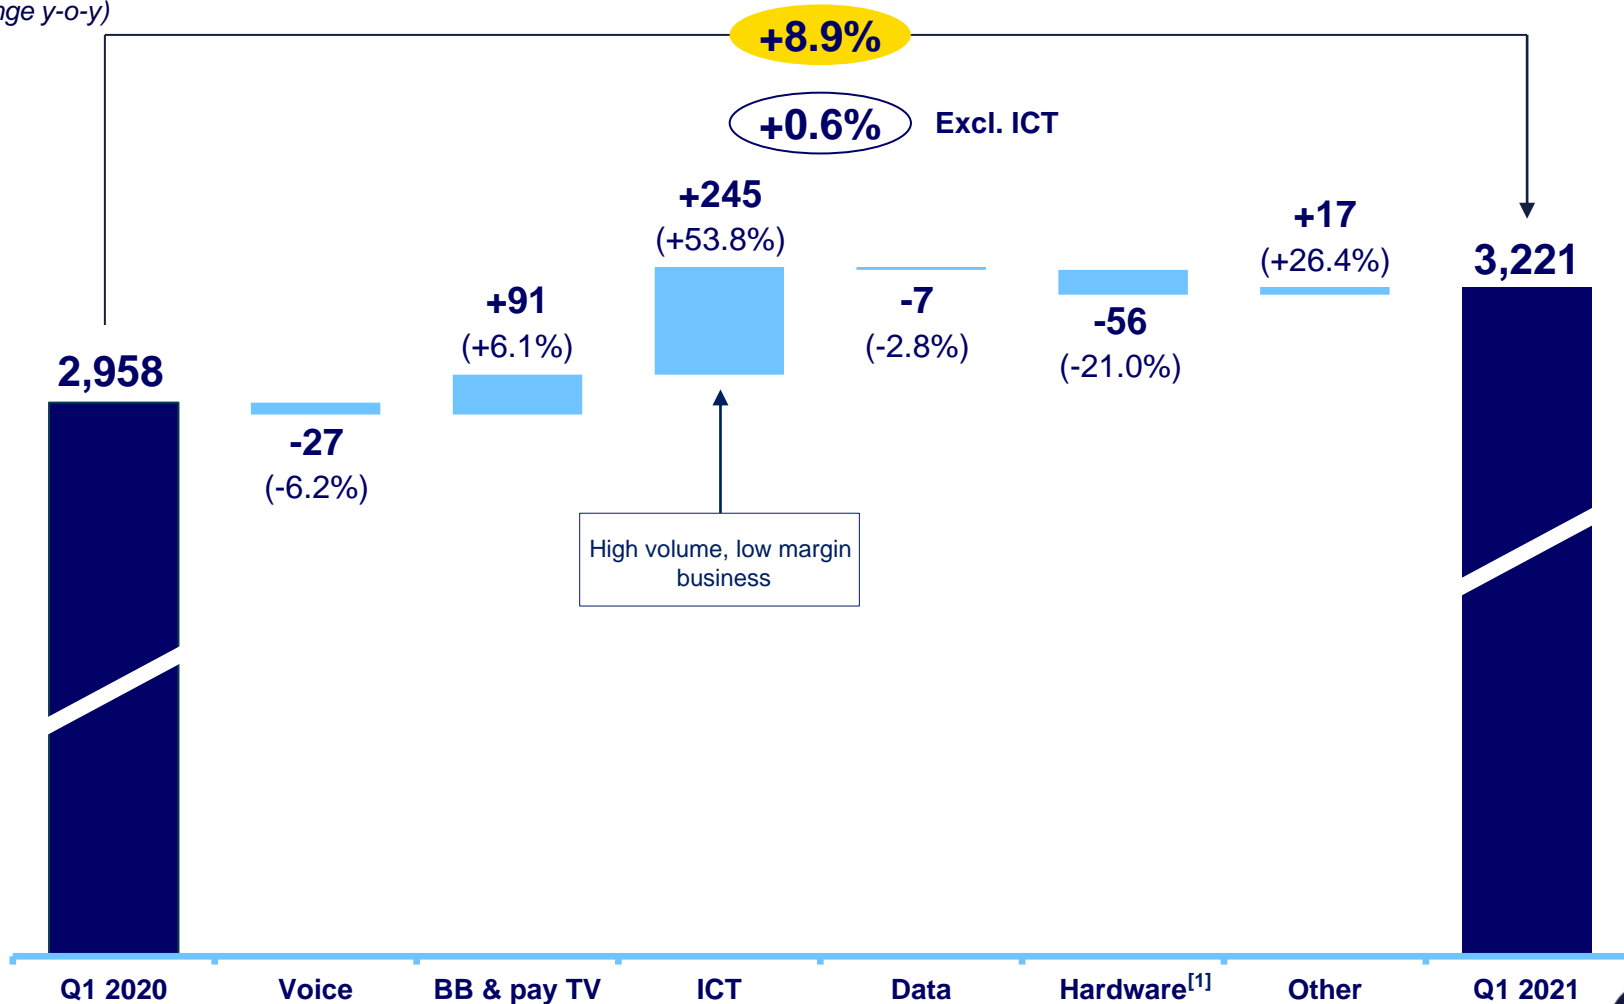 y-o-y)
+8.9%
+0.6% Excl. ICT
+245
(+53.8%)
+17
(+26.4%)
3,221
+91
(+6.1%)
-7
(-2.8%)
-56
(-21.0%)
2,958
-27
(-6.2%)
High volume, low margin
business
Q1 2020
Voice
BB & pay TV
ICT
Data
Hardware[1]
Other
Q1 2021